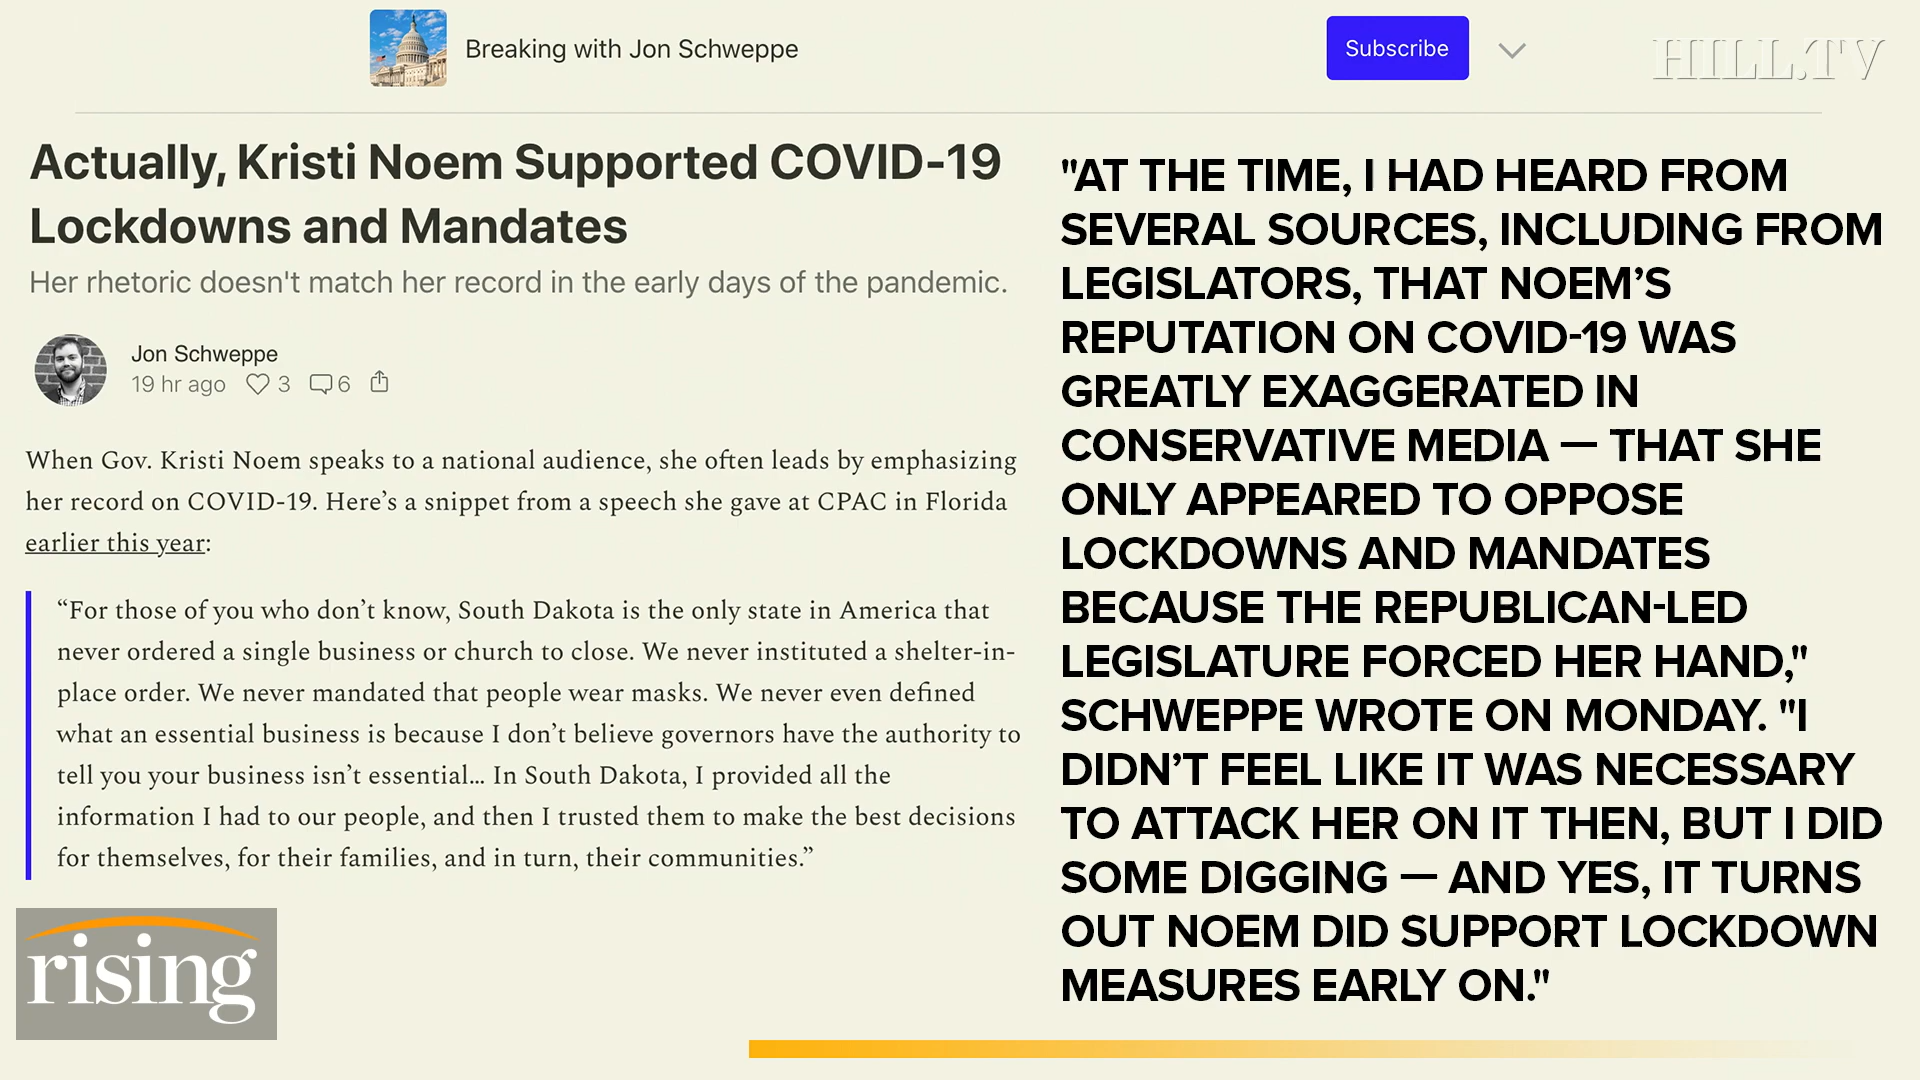 Breaking with Jon Schweppe
Subscribe
HILL.TV
Actually, Kristi Noem Supported COVID-19
Lockdowns and Mandates
Her rhetoric doesn't match her record in the early days of the pandemic.
Jon Schweppe
19 hr ago 3 6
When Gov. Kristi Noem speaks to a national audience, she often leads by emphasizing
her record on COVID-19. Here’s a snippet from a speech she gave at CPAC in Florida
earlier this year:
“For those of you who don’t know, South Dakota is the only state in America that
never ordered a single business or church to close. We never instituted a shelter-in-
place order. We never mandated that people wear masks. We never even defined
what an essential business is because I don’t believe governors have the authority to
tell you your business isn’t essential… In South Dakota, I provided all the
information I had to our people, and then I trusted them to make the best decisions
for themselves, for their families, and in turn, their communities.”
rising
"AT THE TIME, I HAD HEARD FROM
SEVERAL SOURCES, INCLUDING FROM
LEGISLATORS, THAT NOEM’S
REPUTATION ON COVID-19 WAS
GREATLY EXAGGERATED IN
CONSERVATIVE MEDIA — THAT SHE
ONLY APPEARED TO OPPOSE
LOCKDOWNS AND MANDATES
BECAUSE THE REPUBLICAN-LED
LEGISLATURE FORCED HER HAND,"
SCHWEPPE WROTE ON MONDAY. "I
DIDN’T FEEL LIKE IT WAS NECESSARY
TO ATTACK HER ON IT THEN, BUT I DID
SOME DIGGING — AND YES, IT TURNS
OUT NOEM DID SUPPORT LOCKDOWN
MEASURES EARLY ON."